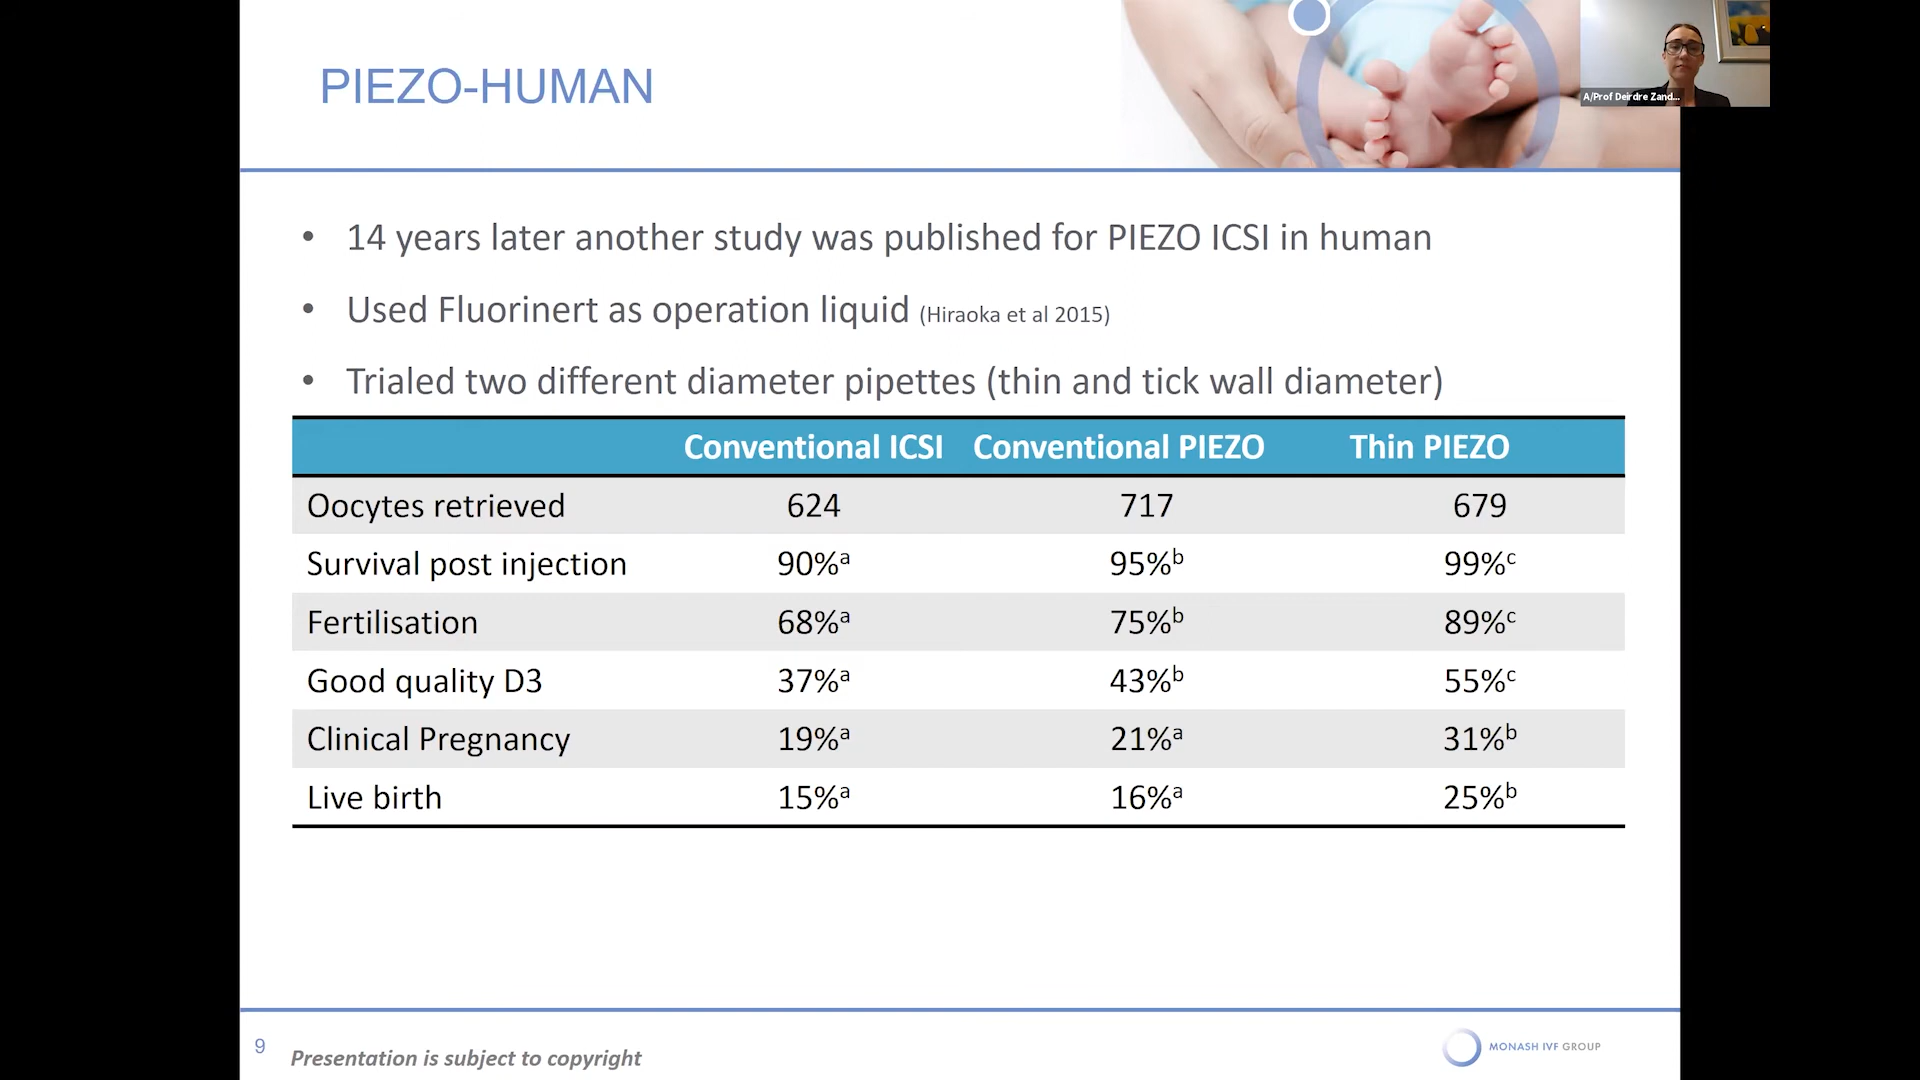 PIEZO-HUMAN
A/Prof Deirdre Zand...
• 14 years later another study was published for PIEZO ICSI in human
• Used Fluorinert as operation liquid (Hiraoka et al 2015)
• Trialed two different diameter pipettes (thin and tick wall diameter)
Conventional ICSI Conventional PIEZO Thin PIEZO
Oocytes retrieved 624 717 679
Survival post injection 90%ᵃ 95%ᵇ 99%ᶜ
Fertilisation 68%ᵃ 75%ᵇ 89%ᶜ
Good quality D3 37%ᵃ 43%ᵇ 55%ᶜ
Clinical Pregnancy 19%ᵃ 21%ᵃ 31%ᵇ
Live birth 15%ᵃ 16%ᵃ 25%ᵇ
9
Presentation is subject to copyright
MONASH IVF GROUP